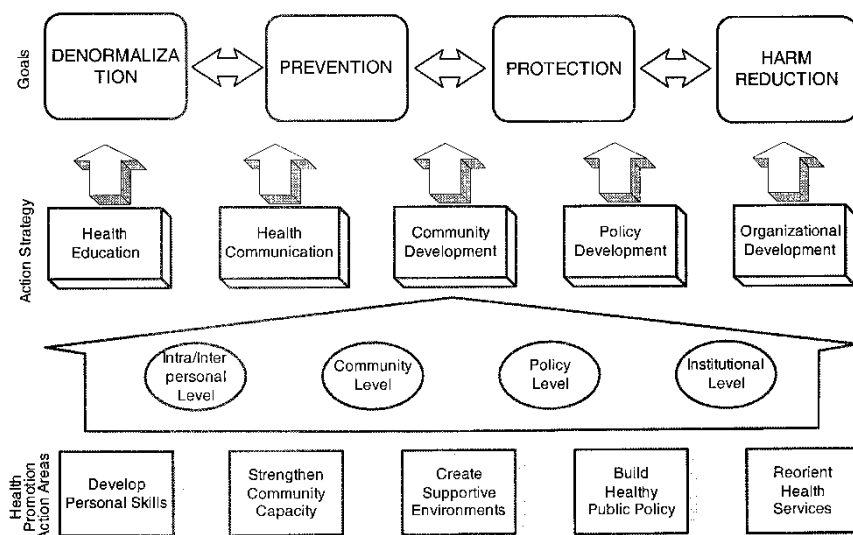 Goals
DENORMALIZA
TION
PREVENTION
PROTECTION
HARM
REDUCTION
Action Strategy
Health
Education
Health
Communication
Community
Development
Policy
Development
Organizational
Development
Intra/Inter
personal
Level
Community
Level
Policy
Level
Institutional
Level
Health
Promotion
Action Areas
Develop
Personal Skills
Strengthen
Community
Capacity
Create
Supportive
Environments
Build
Healthy
Public Policy
Reorient
Health
Services